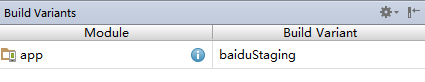 Build Variants
Module Build Variant
app baiduStaging